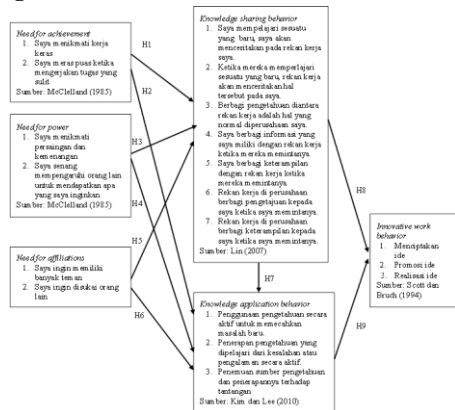 Need for achievement
1. Saya menikmati kerja
keras
2. Saya meras puas ketika
mengerjakan tugas yang
sulit
Sumber: McClelland (1985)
H1
H2
Need for power
1. Saya menikmati
persaingan dan
kemenangan
2. Saya senang
mempengaruhi orang lain
untuk mendapatkan apa
yang saya inginkan
Sumber: McClelland (1985)
H3
H4
Need for affiliations
1. Saya ingin memiliki
banyak teman
2. Saya ingin disukai orang
lain
H5
H6
Knowledge sharing behavior
1. Saya mempelajari sesuatu
yang baru, saya akan
menceritakan pada rekan kerja
saya.
2. Ketika mereka memperlajari
sesuatu yang baru, rekan kerja
akan menceritakan hal
tersebut pada saya.
3. Berbagi pengetahuan diantara
rekan kerja adalah hal yang
normal diperusahaan saya.
4. Saya berbagi informasi yang
saya miliki dengan rekan kerja
ketika mereka memintanya.
5. Saya berbagi keterampilan
dengan rekan kerja ketika
mereka memintanya.
6. Rekan kerja di perusahaan
berbagi pengetajuan kepada
saya ketika saya memintanya.
7. Rekan kerja di perusahaan
berbagi keterampilan kepada
saya ketika saya memintanya.
Sumber: Lin (2007)
H7
Knowledge application behavior
1. Penggunaan pengetahuan secara
aktif untuk memecahkan
masalah baru.
2. Penerapan pengetahuan yang
dipelajari dari kesalahan atau
pengalaman secara aktif.
3. Penemuan sumber pengetahuan
dan penerapannya terhadap
tantangan
Sumber: Kim dan Lee (2010)
H8
H9
Innovative work
behavior
1. Menciptakan
ide
2. Promosi ide
3. Realisasi ide
Sumber: Scott dan
Bruch (1994)